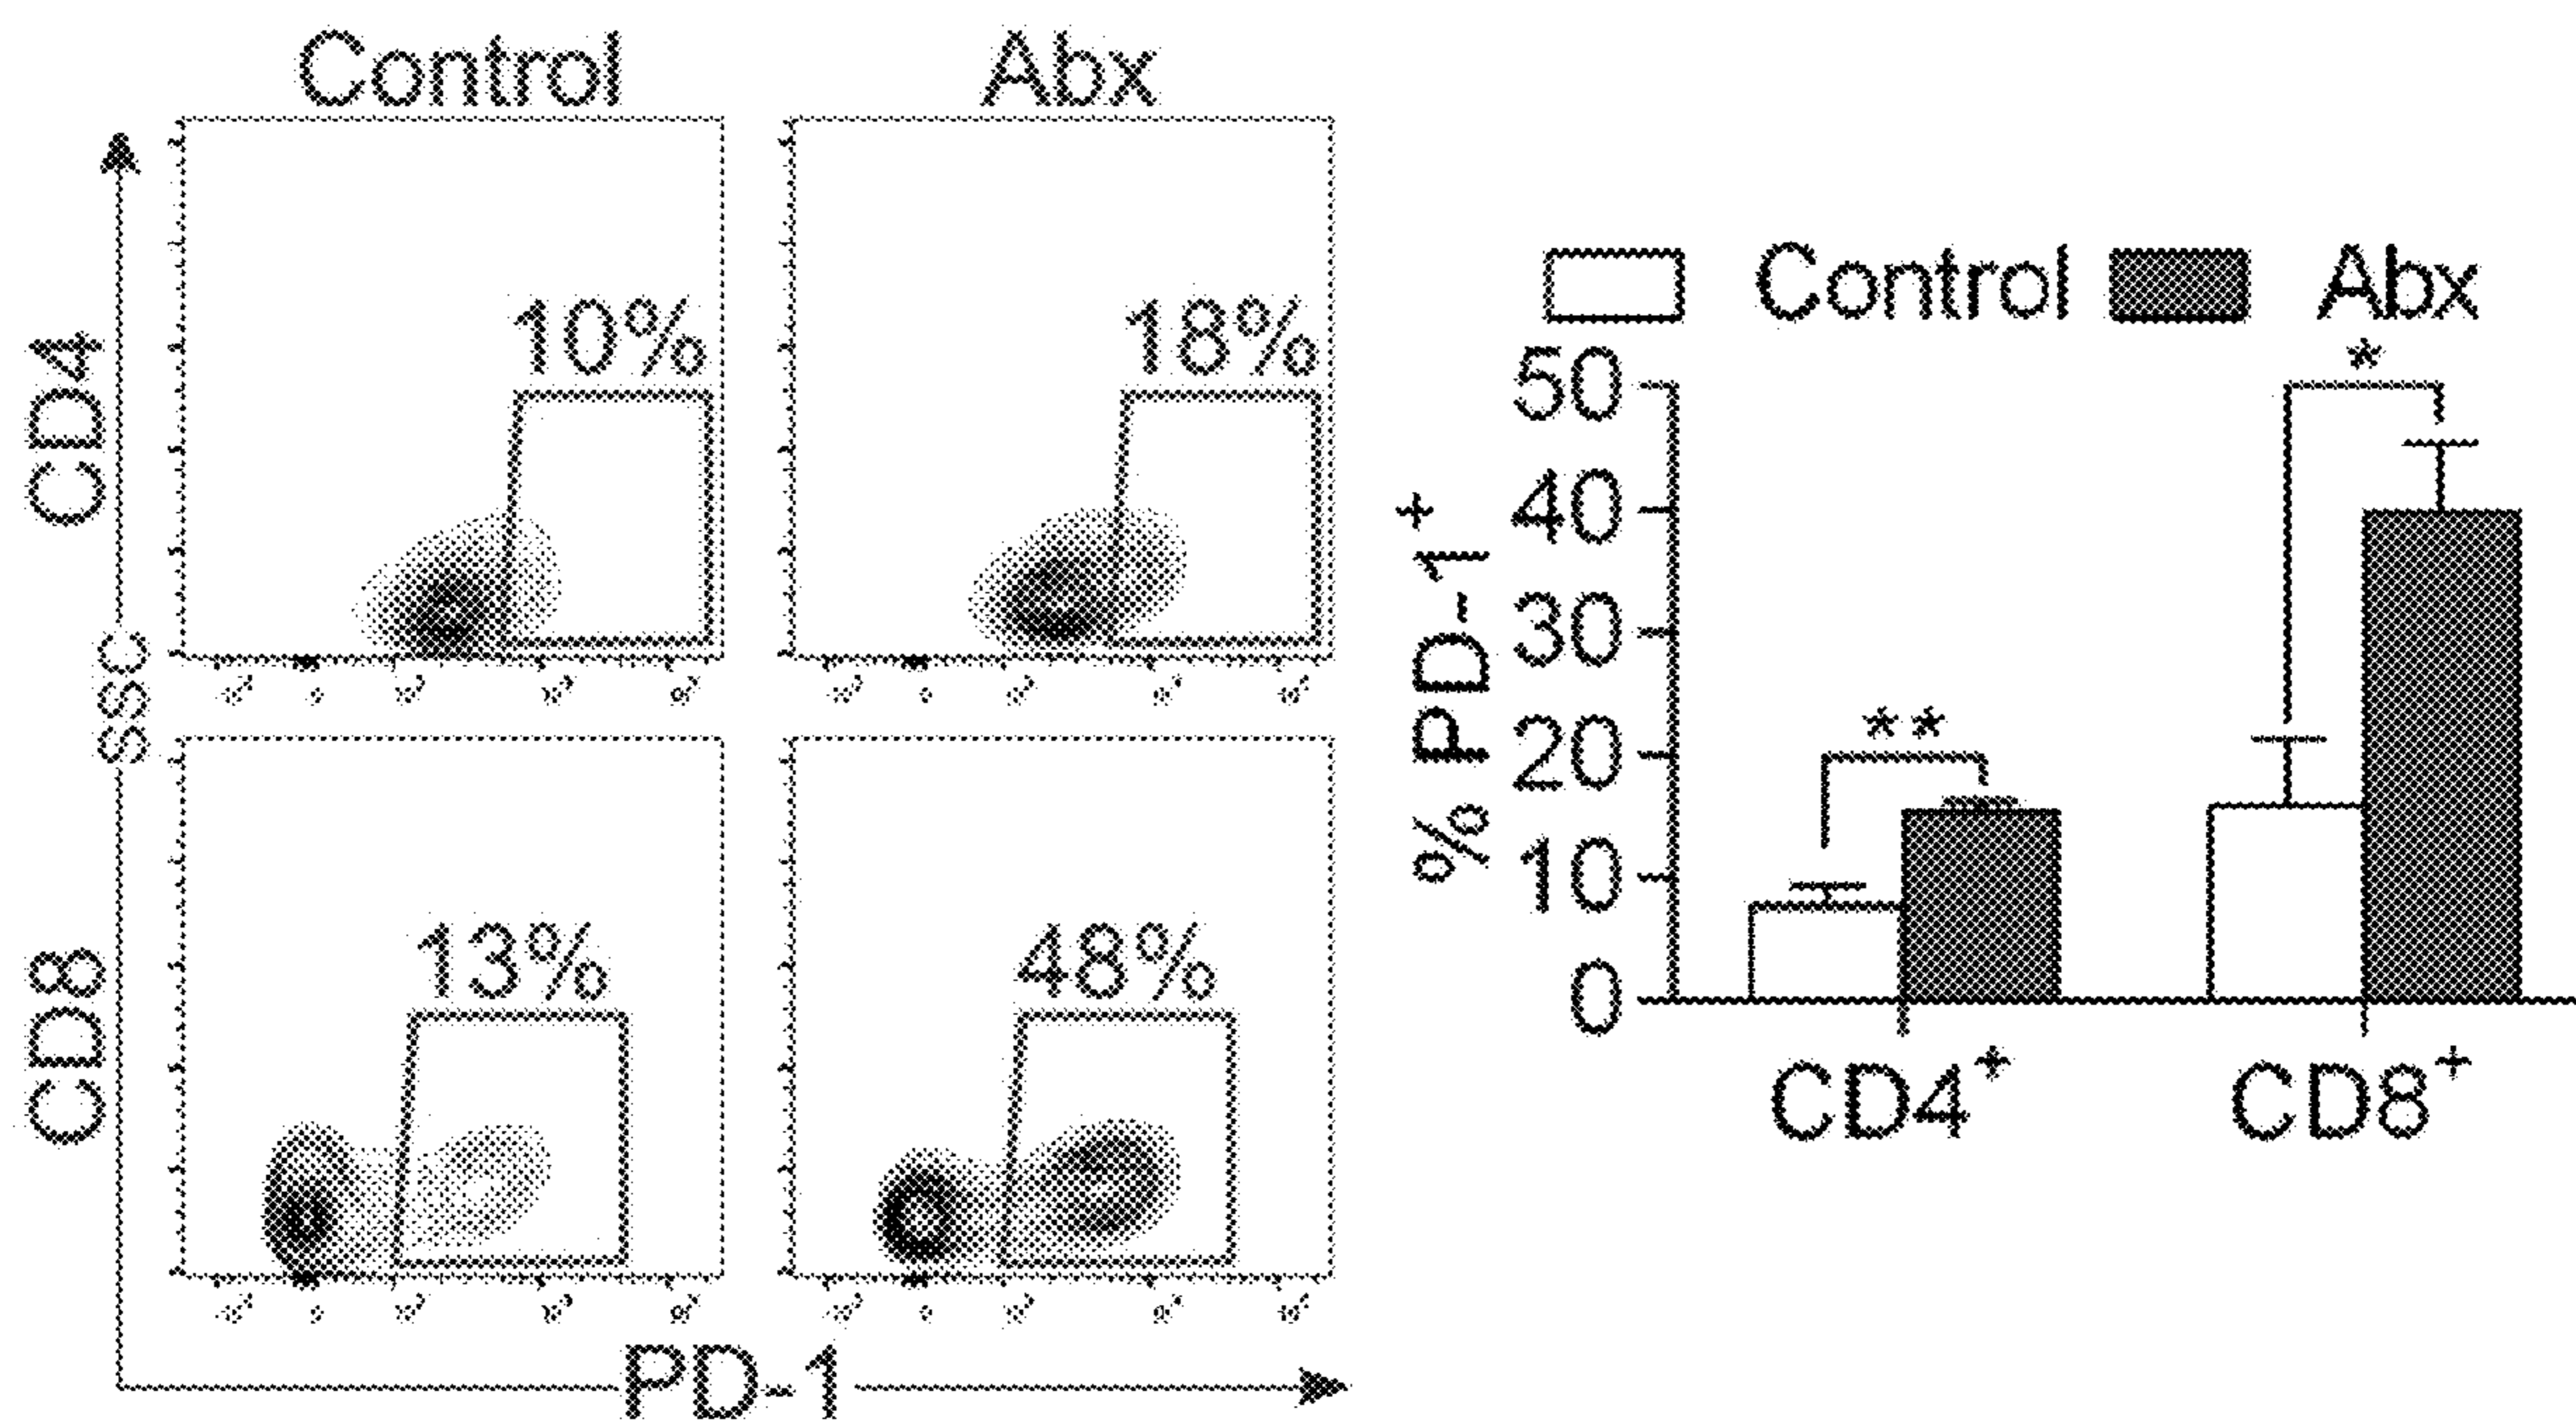 Control Abx
CD4
10%
18%
SSC
CD8
13%
48%
PD-1
Control Abx
% PD-1⁺
50
40
30
20
10
0
*
**
CD4⁺ CD8⁺